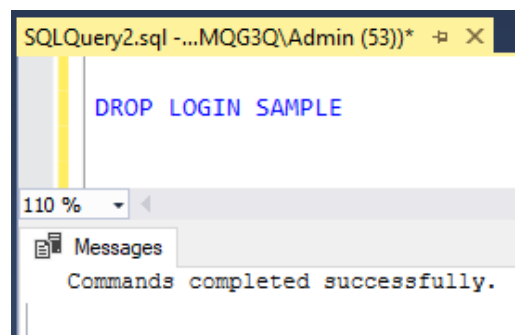 SQLQuery2.sql -...MQG3Q\Admin (53))*
DROP LOGIN SAMPLE
110 %
Messages
Commands completed successfully.